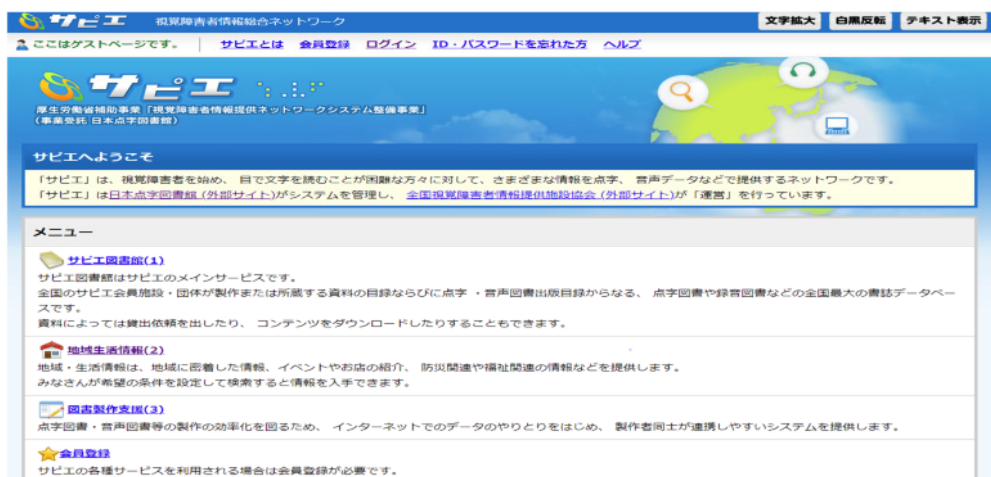 サピエ 視覚障害者情報総合ネットワーク 文字拡大 白黒反転 テキスト表示
ここはゲストページです。 サピエとは 会員登録 ログイン ID・パスワードを忘れた方 ヘルプ
サピエ
厚生労働省補助事業「視覚障害者情報提供ネットワークシステム整備事業」
(事業受託 日本点字図書館)
サピエへようこそ
「サピエ」は、視覚障害者を始め、 目で文字を読むことが困難な方々に対して、さまざまな情報を点字、 音声データなどで提供するネットワークです。
「サピエ」は日本点字図書館 (外部サイト)がシステムを管理し、 全国視覚障害者情報提供施設協会 (外部サイト)が「運営」を行っています。
メニュー
サピエ図書館(1)
サピエ図書館はサピエのメインサービスです。
全国のサピエ会員施設・団体が製作または所蔵する資料の目録ならびに点字 ・音声図書出版目録からなる、 点字図書や録音図書などの全国最大の書誌データベー
スです。
資料によっては貸出依頼を出したり、 コンテンツをダウンロードしたりすることもできます。
地域生活情報(2)
地域・生活情報は、地域に密着した情報、イベントやお店の紹介、 防災関連や福祉関連の情報などを提供します。
みなさんが希望の条件を設定して検索すると情報を入手できます。
図書製作支援(3)
点字図書・音声図書等の製作の効率化を図るため、 インターネットでのデータのやりとりをはじめ、 製作者同士が連携しやすいシステムを提供します。
会員登録
サピエの各種サービスを利用される場合は会員登録が必要です。